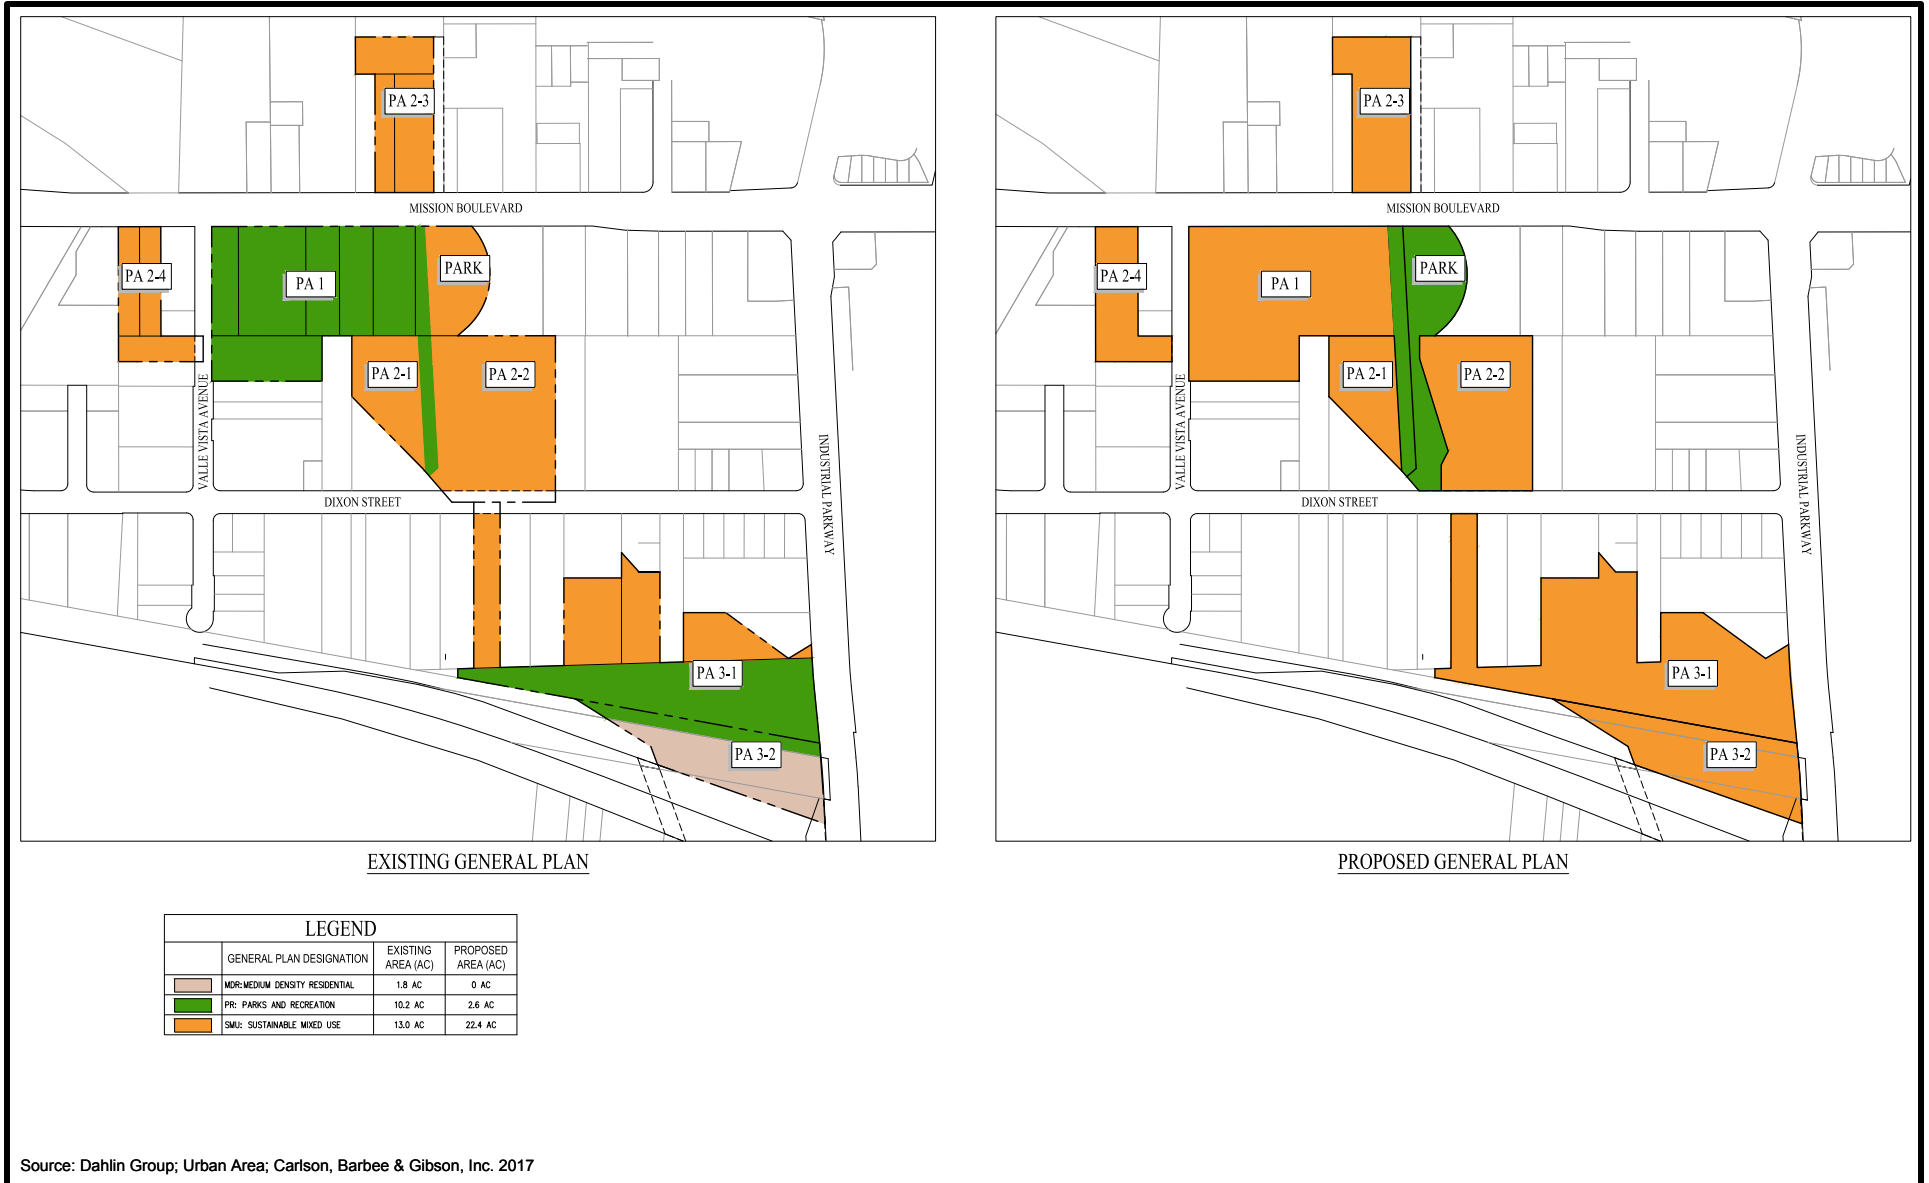 PA 2-3
MISSION BOULEVARD
PA 2-4
PA 1
PARK
PA 2-1
PA 2-2
VALLE VISTA AVENUE
DIXON STREET
INDUSTRIAL PARKWAY
PA 3-1
PA 3-2
EXISTING GENERAL PLAN
PA 2-3
MISSION BOULEVARD
PA 2-4
PA 1
PARK
PA 2-1
PA 2-2
VALLE VISTA AVENUE
DIXON STREET
INDUSTRIAL PARKWAY
PA 3-1
PA 3-2
PROPOSED GENERAL PLAN
LEGEND
GENERAL PLAN DESIGNATION EXISTING AREA (AC) PROPOSED AREA (AC)
MDR: MEDIUM DENSITY RESIDENTIAL 1.8 AC 0 AC
PR: PARKS AND RECREATION 10.2 AC 2.6 AC
SMU: SUSTAINABLE MIXED USE 13.0 AC 22.4 AC
Source: Dahlin Group; Urban Area; Carlson, Barbee & Gibson, Inc. 2017